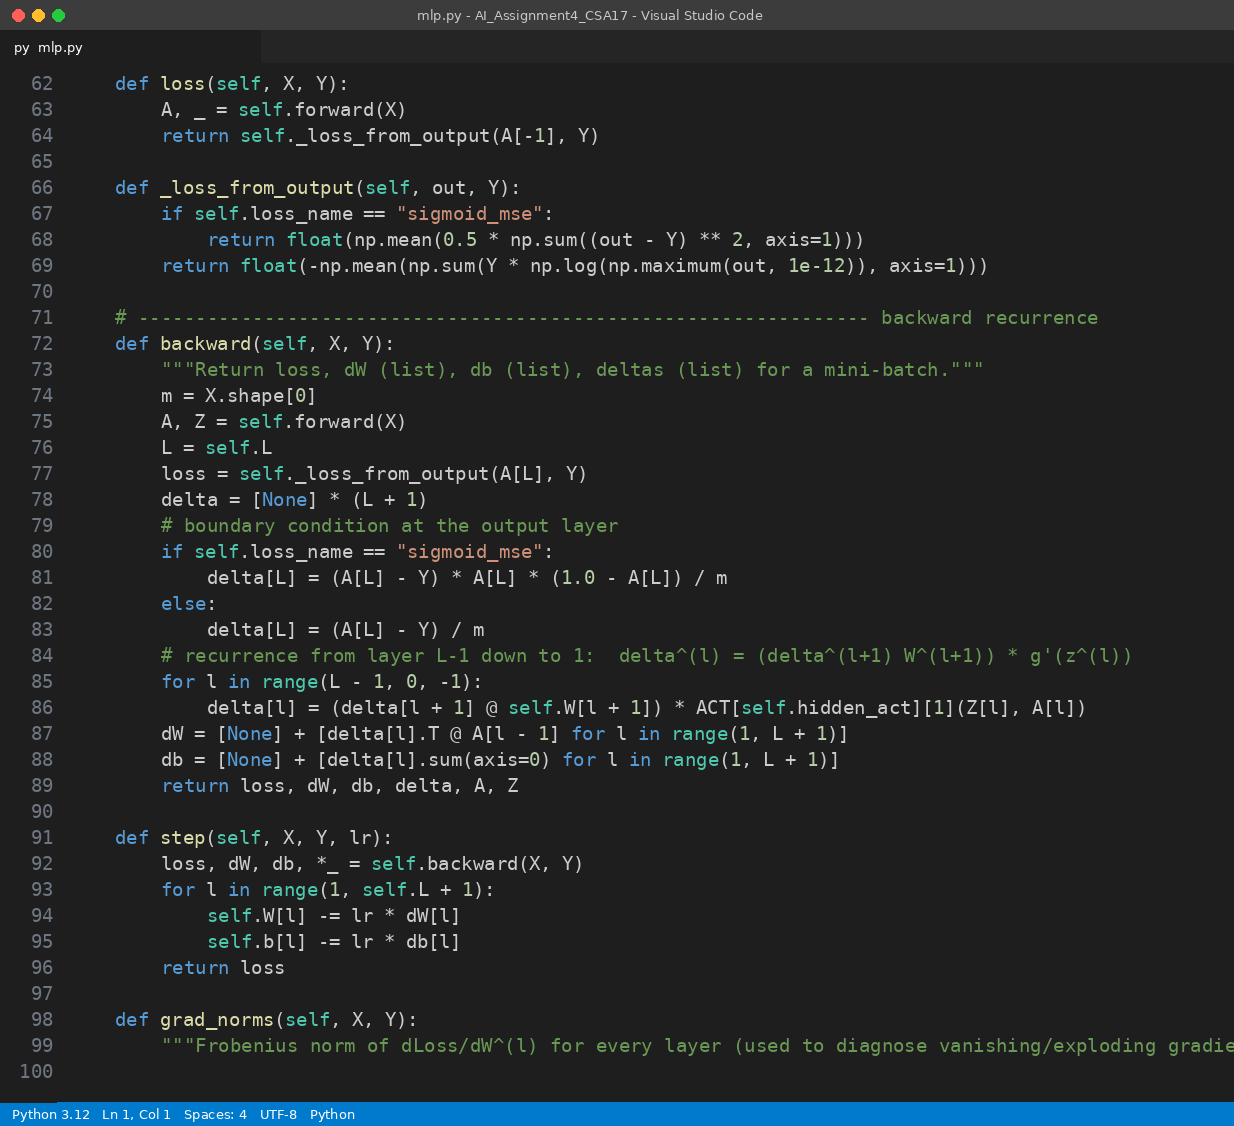 mlp.py - AI_Assignment4_CSA17 - Visual Studio Code
py mlp.py
62     def loss(self, X, Y):
63         A, _ = self.forward(X)
64         return self._loss_from_output(A[-1], Y)
65
66     def _loss_from_output(self, out, Y):
67         if self.loss_name == "sigmoid_mse":
68             return float(np.mean(0.5 * np.sum((out - Y) ** 2, axis=1)))
69         return float(-np.mean(np.sum(Y * np.log(np.maximum(out, 1e-12)), axis=1)))
70
71     # ---------------------------------------------------------------- backward recurrence
72     def backward(self, X, Y):
73         """Return loss, dW (list), db (list), deltas (list) for a mini-batch."""
74         m = X.shape[0]
75         A, Z = self.forward(X)
76         L = self.L
77         loss = self._loss_from_output(A[L], Y)
78         delta = [None] * (L + 1)
79         # boundary condition at the output layer
80         if self.loss_name == "sigmoid_mse":
81             delta[L] = (A[L] - Y) * A[L] * (1.0 - A[L]) / m
82         else:
83             delta[L] = (A[L] - Y) / m
84         # recurrence from layer L-1 down to 1:  delta^(l) = (delta^(l+1) W^(l+1)) * g'(z^(l))
85         for l in range(L - 1, 0, -1):
86             delta[l] = (delta[l + 1] @ self.W[l + 1]) * ACT[self.hidden_act][1](Z[l], A[l])
87         dW = [None] + [delta[l].T @ A[l - 1] for l in range(1, L + 1)]
88         db = [None] + [delta[l].sum(axis=0) for l in range(1, L + 1)]
89         return loss, dW, db, delta, A, Z
90
91     def step(self, X, Y, lr):
92         loss, dW, db, *_ = self.backward(X, Y)
93         for l in range(1, self.L + 1):
94             self.W[l] -= lr * dW[l]
95             self.b[l] -= lr * db[l]
96         return loss
97
98     def grad_norms(self, X, Y):
99         """Frobenius norm of dLoss/dW^(l) for every layer (used to diagnose vanishing/exploding gradie
100
Python 3.12 Ln 1, Col 1 Spaces: 4 UTF-8 Python